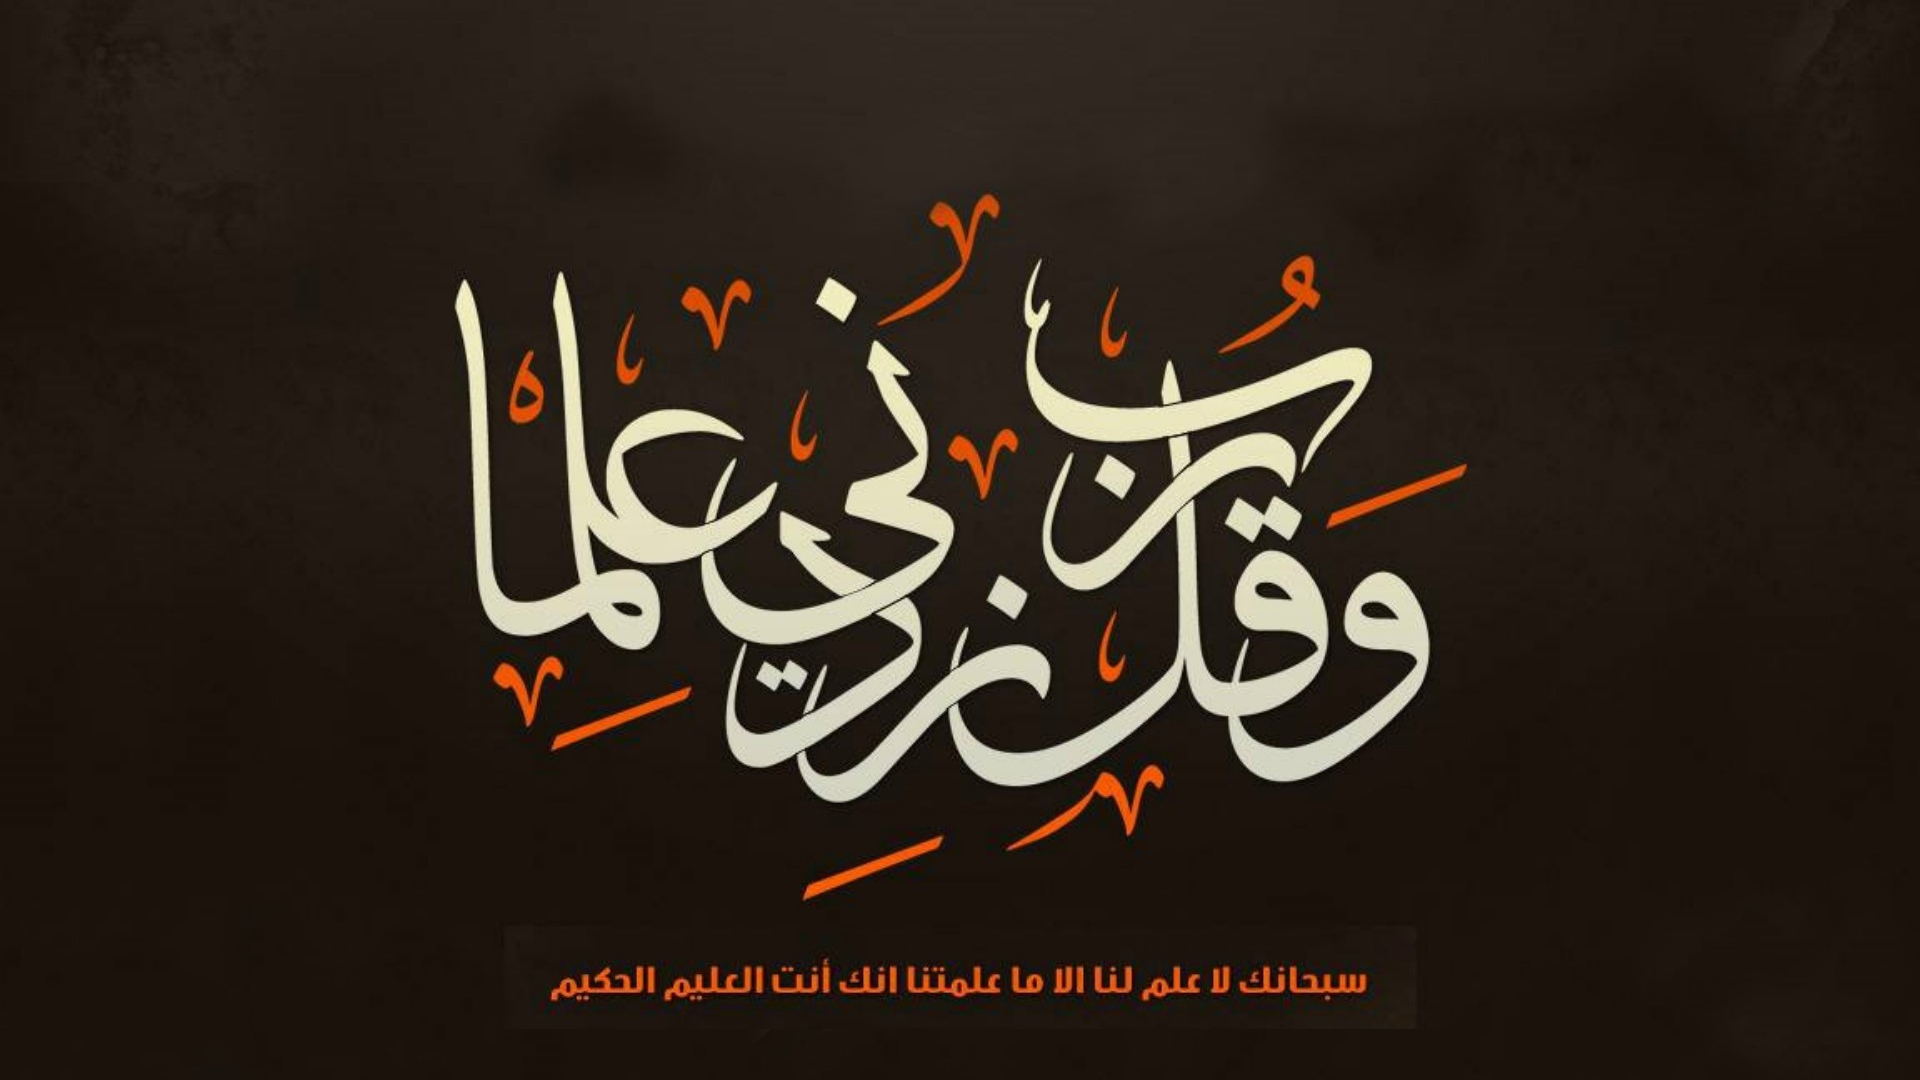 وَقُل رَّبِّ زِدْنِي عِلْمًا
سبحانك لا علم لنا الا ما علمتنا انك أنت العليم الحكيم